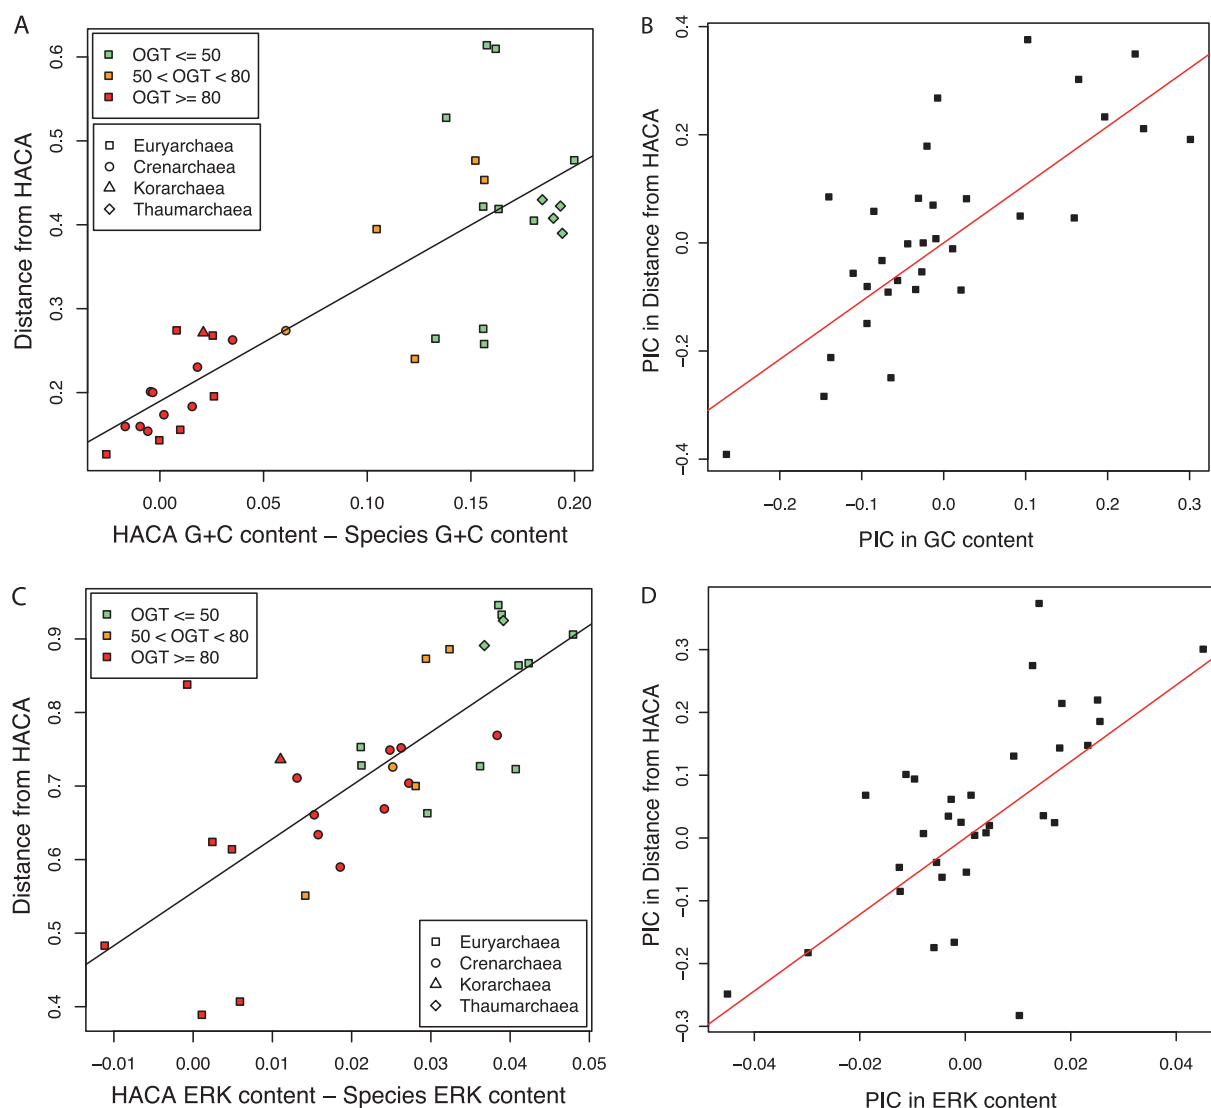 A
OGT <= 50
50 < OGT < 80
OGT >= 80
Euryarchaea
Crenarchaea
Korarchaea
Thaumarchaea
Distance from HACA
0.6
0.5
0.4
0.3
0.2
0.00 0.05 0.10 0.15 0.20
HACA G+C content – Species G+C content
B
PIC in Distance from HACA
0.4
0.2
0.0
−0.2
−0.4
−0.2 −0.1 0.0 0.1 0.2 0.3
PIC in GC content
C
OGT <= 50
50 < OGT < 80
OGT >= 80
Distance from HACA
0.9
0.8
0.7
0.6
0.5
0.4
Euryarchaea
Crenarchaea
Korarchaea
Thaumarchaea
−0.01 0.00 0.01 0.02 0.03 0.04 0.05
HACA ERK content – Species ERK content
D
PIC in Distance from HACA
0.3
0.2
0.1
0.0
−0.1
−0.2
−0.3
−0.04 −0.02 0.00 0.02 0.04
PIC in ERK content